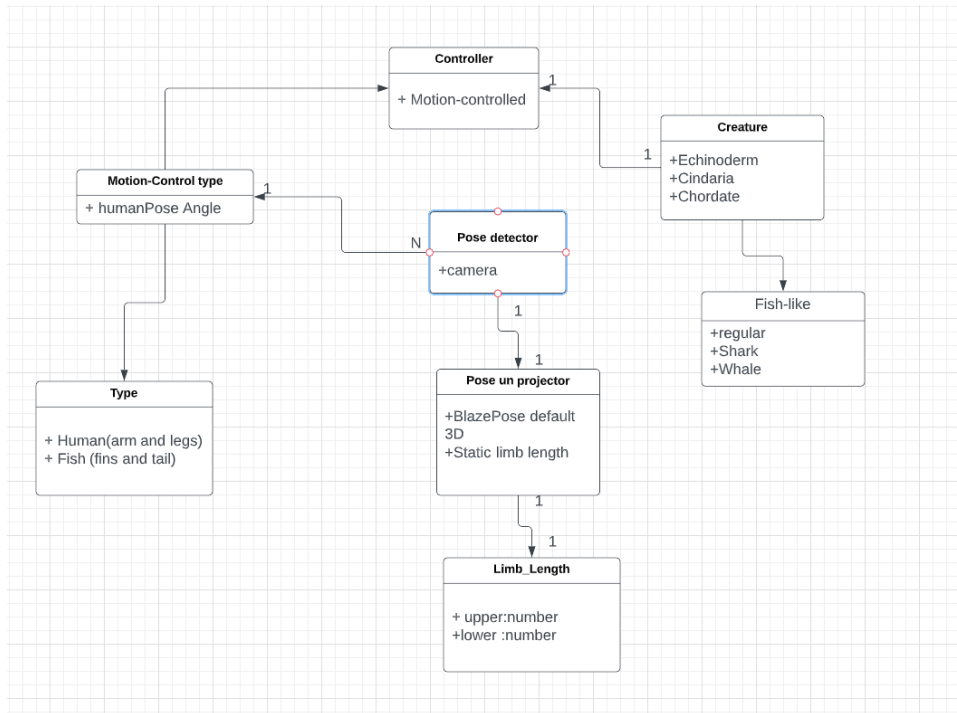 Controller
+ Motion-controlled
1
1
Creature
+Echinoderm
+Cindaria
+Chordate
Motion-Control type
+ humanPose Angle
1
N
Pose detector
+camera
Fish-like
+regular
+Shark
+Whale
1
1
Pose un projector
+BlazePose default
3D
+Static limb length
Type
+ Human(arm and legs)
+ Fish (fins and tail)
1
1
Limb_Length
+ upper:number
+lower :number